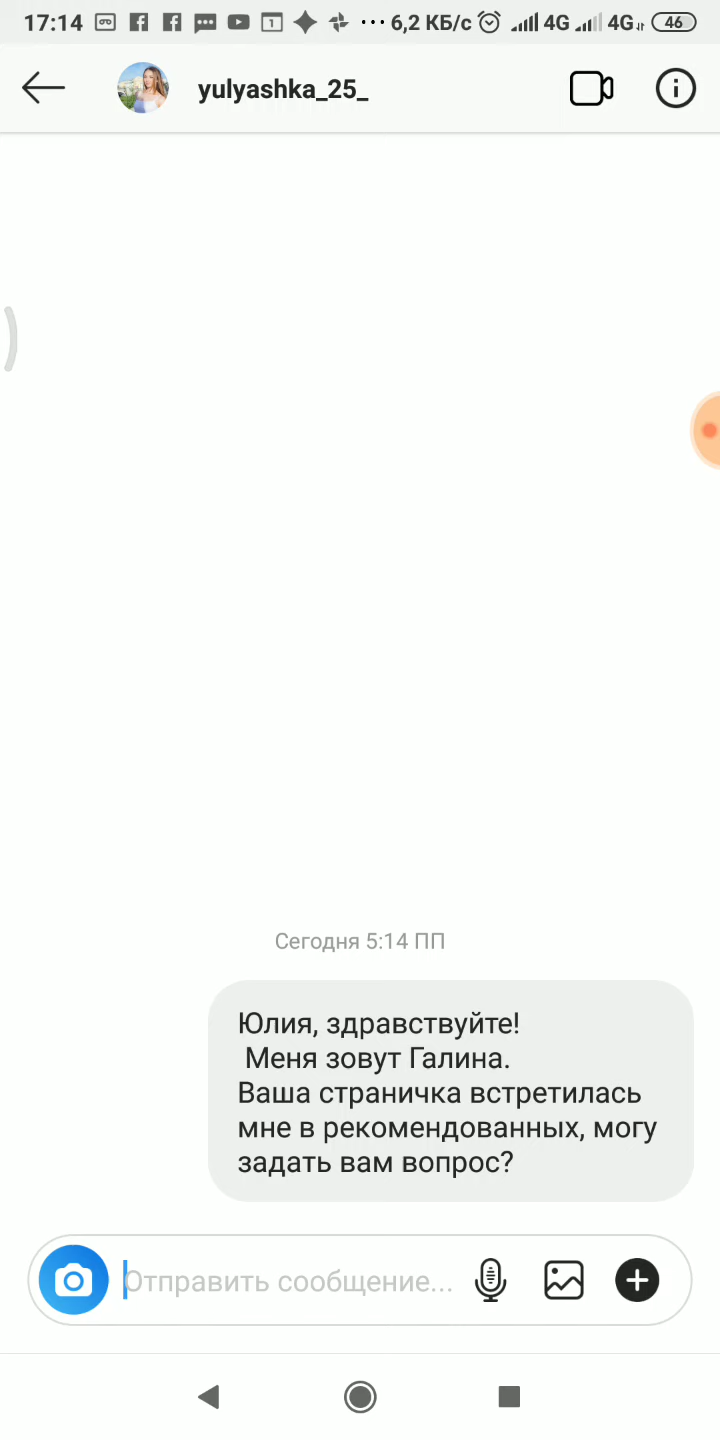 17:14 1 ··· 6,2 КБ/с 4G 4G 46
yulyashka_25_
Сегодня 5:14 ПП
Юлия, здравствуйте!
Меня зовут Галина.
Ваша страничка встретилась
мне в рекомендованных, могу
задать вам вопрос?
Отправить сообщение...